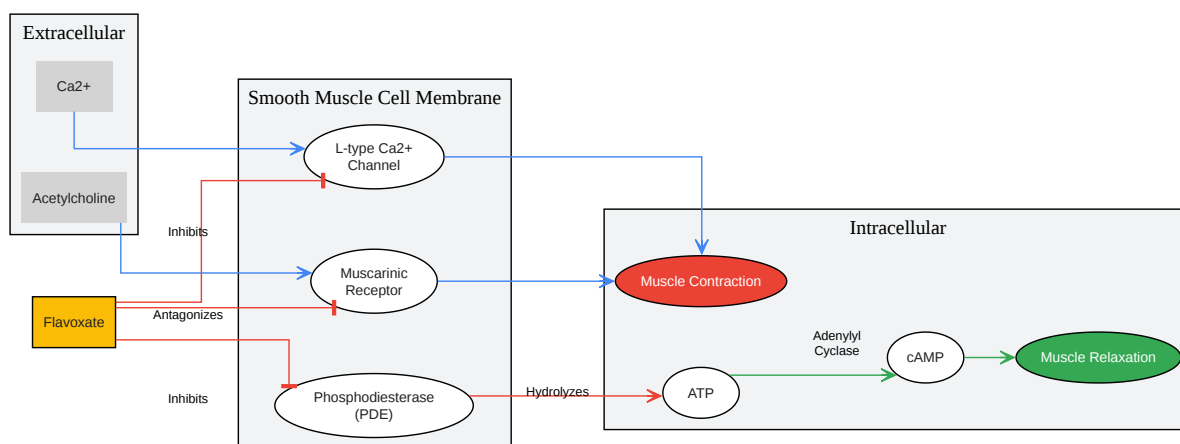 Extracellular
Ca2+
Acetylcholine
Smooth Muscle Cell Membrane
L-type Ca2+
Channel
Inhibits
Muscarinic
Receptor
Flavoxate
Antagonizes
Inhibits
Phosphodiesterase
(PDE)
Hydrolyzes
Intracellular
Muscle Contraction
Adenylyl
Cyclase
ATP
cAMP
Muscle Relaxation